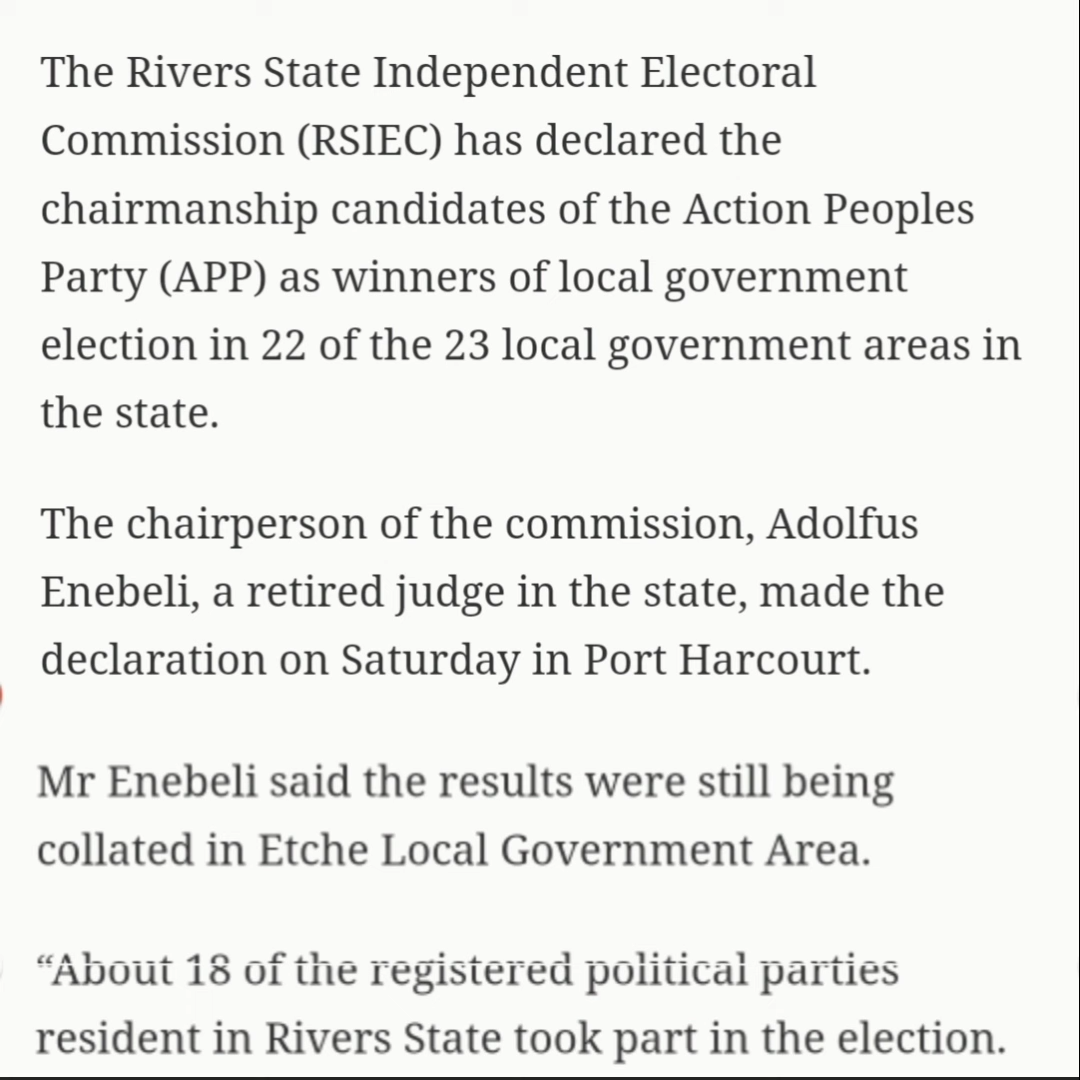 The Rivers State Independent Electoral
Commission (RSIEC) has declared the
chairmanship candidates of the Action Peoples
Party (APP) as winners of local government
election in 22 of the 23 local government areas in
the state.
The chairperson of the commission, Adolfus
Enebeli, a retired judge in the state, made the
declaration on Saturday in Port Harcourt.
Mr Enebeli said the results were still being
collated in Etche Local Government Area.
“About 18 of the registered political parties
resident in Rivers State took part in the election.